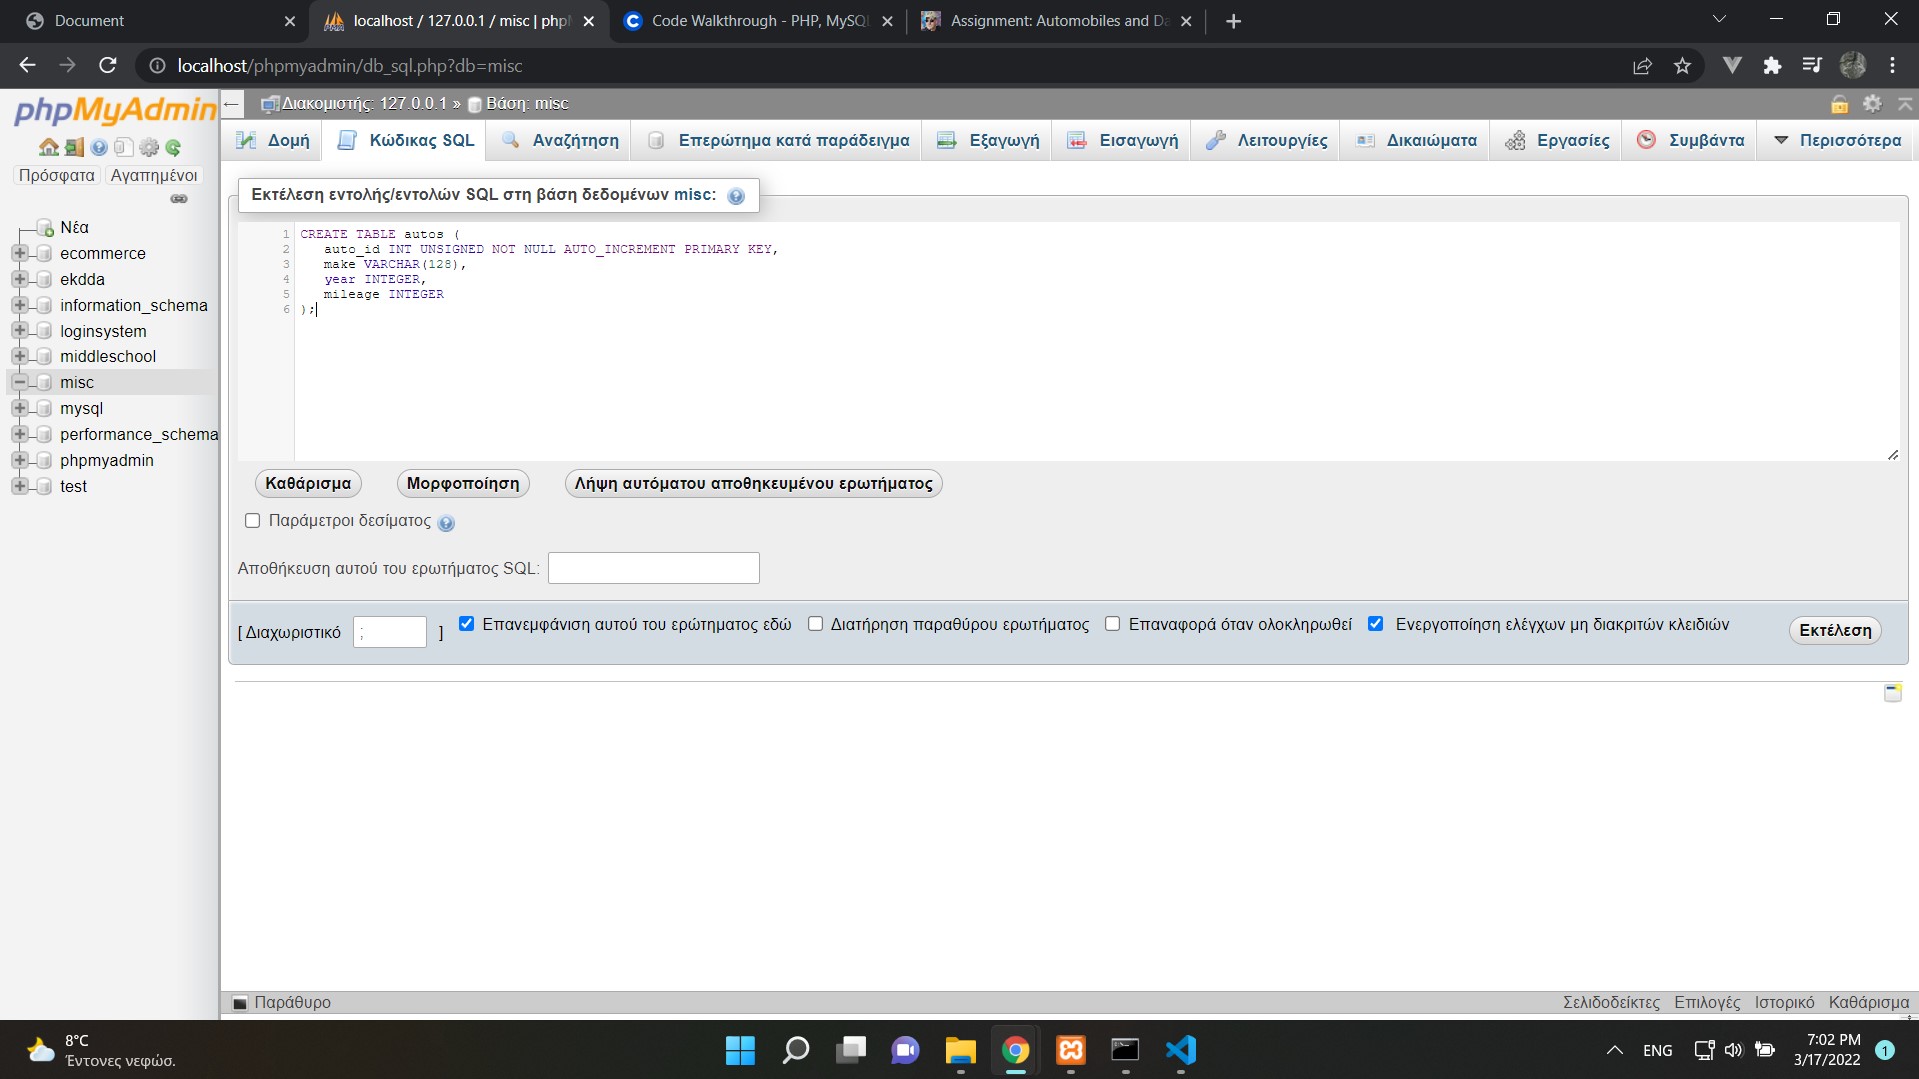 Document
localhost / 127.0.0.1 / misc | php
Code Walkthrough - PHP, MySQL
Assignment: Automobiles and Da
localhost/phpmyadmin/db_sql.php?db=misc
phpMyAdmin
Πρόσφατα Αγαπημένοι
Νέα
ecommerce
ekdda
information_schema
loginsystem
middleschool
misc
mysql
performance_schema
phpmyadmin
test
Διακομιστής: 127.0.0.1 » Βάση: misc
Δομή Κώδικας SQL Αναζήτηση Επερώτημα κατά παράδειγμα Εξαγωγή Εισαγωγή Λειτουργίες Δικαιώματα Εργασίες Συμβάντα Περισσότερα
Εκτέλεση εντολής/εντολών SQL στη βάση δεδομένων misc:
1 CREATE TABLE autos (
2 auto_id INT UNSIGNED NOT NULL AUTO_INCREMENT PRIMARY KEY,
3 make VARCHAR(128),
4 year INTEGER,
5 mileage INTEGER
6 );
Καθάρισμα Μορφοποίηση Λήψη αυτόματου αποθηκευμένου ερωτήματος
Παράμετροι δεσίματος
Αποθήκευση αυτού του ερωτήματος SQL:
[ Διαχωριστικό ; ] Επανεμφάνιση αυτού του ερώτηματος εδώ Διατήρηση παραθύρου ερωτήματος Επαναφορά όταν ολοκληρωθεί Ενεργοποίηση ελέγχων μη διακριτών κλειδιών Εκτέλεση
Παράθυρο
Σελιδοδείκτες Επιλογές Ιστορικό Καθάρισμα
8°C
Έντονες νεφώσ.
ENG
7:02 PM
3/17/2022
1